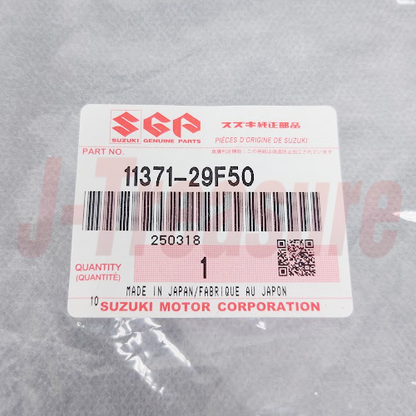 SGP
SUZUKI GENUINE PARTS
スズキ純正部品
PIÈCES D'ORIGINE DE SUZUKI
PART NO.
11371-29F50
250318
QUANTITY
(QUANTITÉ)
1
MADE IN JAPAN/FABRIQUE AU JAPON
10
SUZUKI MOTOR CORPORATION
J-Treasure